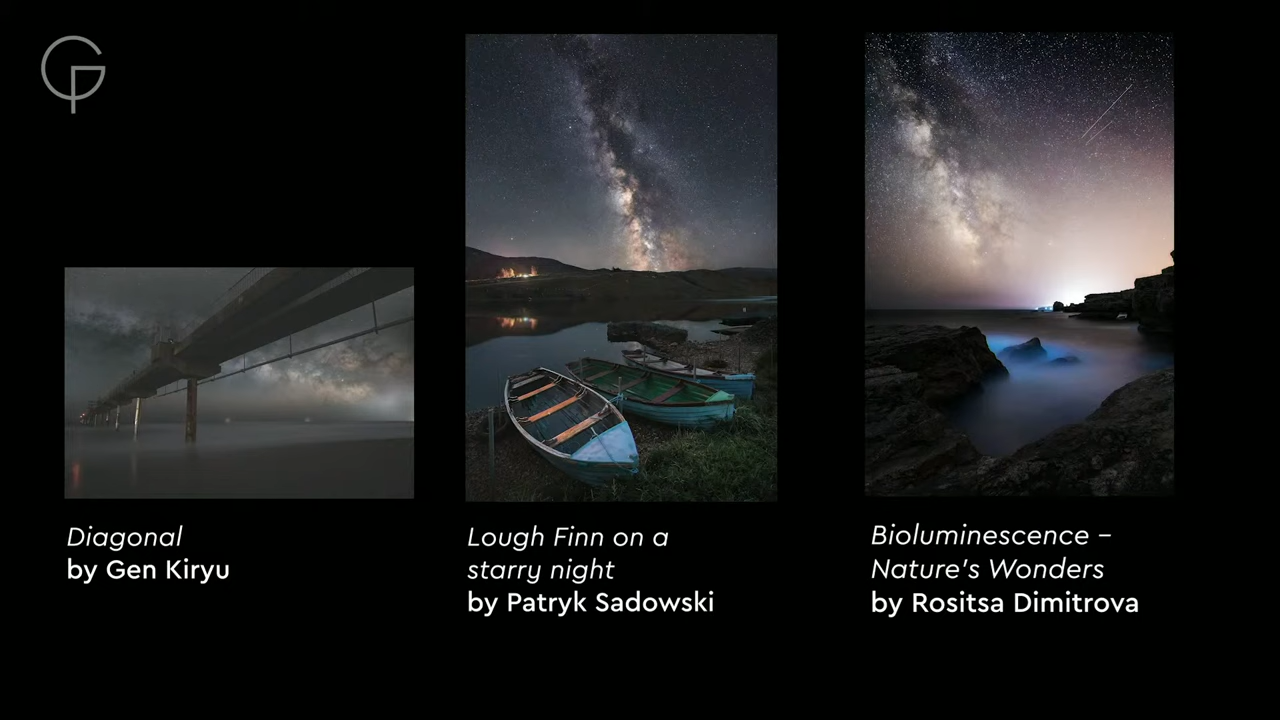 Diagonal
by Gen Kiryu
Lough Finn on a
starry night
by Patryk Sadowski
Bioluminescence –
Nature's Wonders
by Rositsa Dimitrova